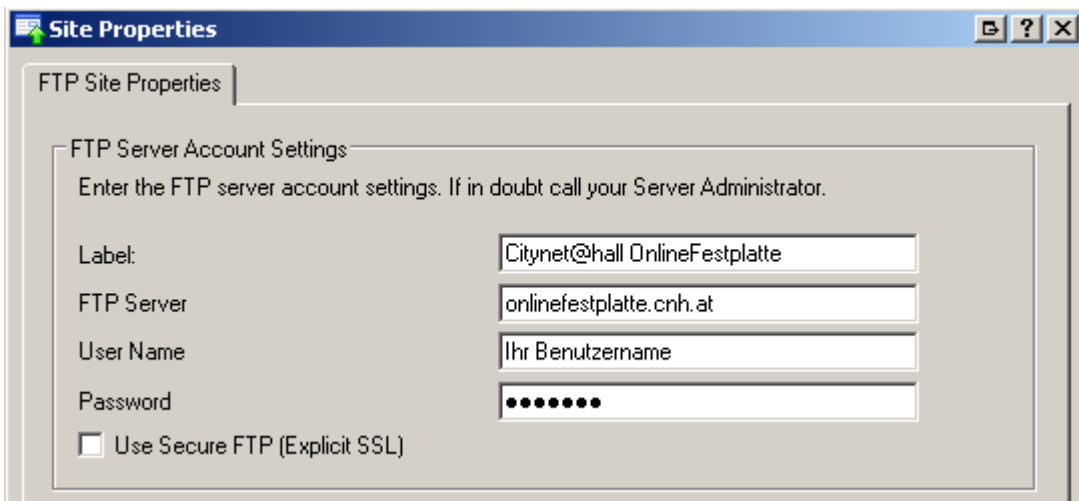 Site Properties
FTP Site Properties
FTP Server Account Settings
Enter the FTP server account settings. If in doubt call your Server Administrator.
Label: Citynet@hall OnlineFestplatte
FTP Server onlinefestplatte.cnh.at
User Name Ihr Benutzername
Password •••••••
Use Secure FTP (Explicit SSL)